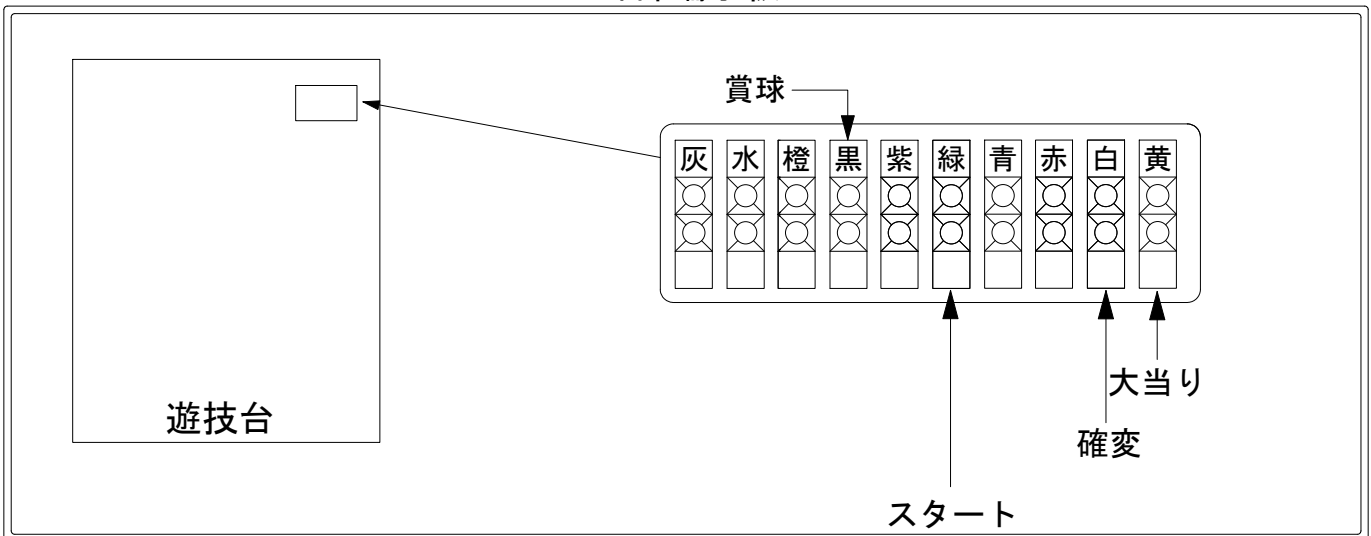 賞球
灰 水 橙 黒 紫 緑 青 赤 白 黄
大当り
遊技台
確変
スタート